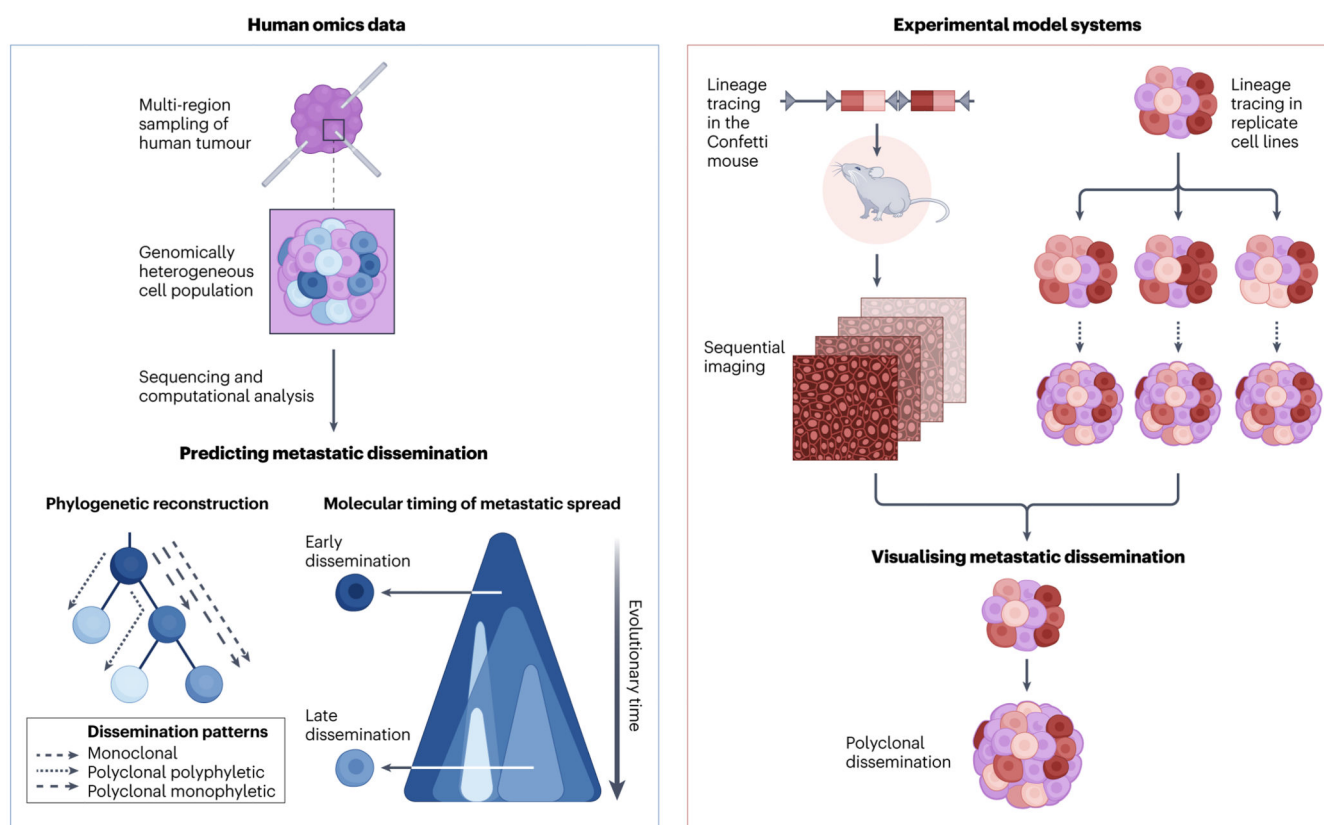 Human omics data
Multi-region
sampling of
human tumour
Genomically
heterogeneous
cell population
Sequencing and
computational analysis
Predicting metastatic dissemination
Phylogenetic reconstruction
Dissemination patterns
Monoclonal
Polyclonal polyphyletic
Polyclonal monophyletic
Molecular timing of metastatic spread
Early
dissemination
Late
dissemination
Evolutionary time
Experimental model systems
Lineage
tracing
in the
Confetti
mouse
Sequential
imaging
Lineage
tracing in
replicate
cell lines
Visualising metastatic dissemination
Polyclonal
dissemination